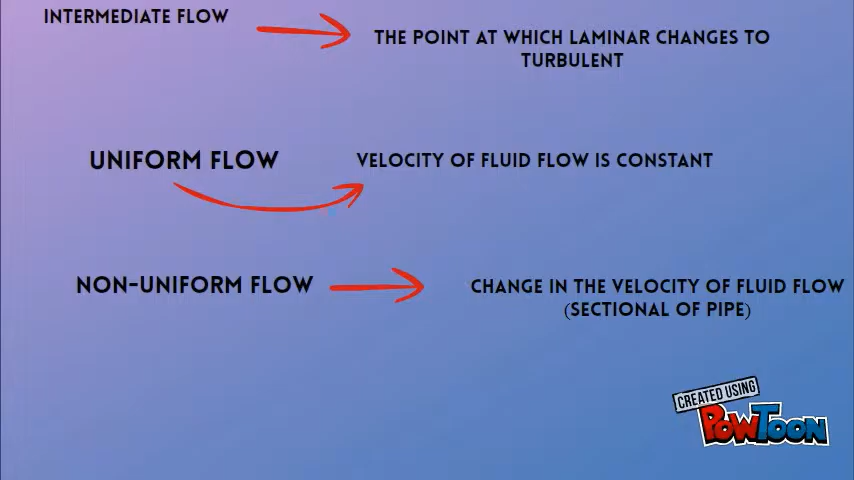 INTERMEDIATE FLOW
THE POINT AT WHICH LAMINAR CHANGES TO
TURBULENT
UNIFORM FLOW
VELOCITY OF FLUID FLOW IS CONSTANT
NON-UNIFORM FLOW
CHANGE IN THE VELOCITY OF FLUID FLOW
(SECTIONAL OF PIPE)
CREATED USING
POWTOON